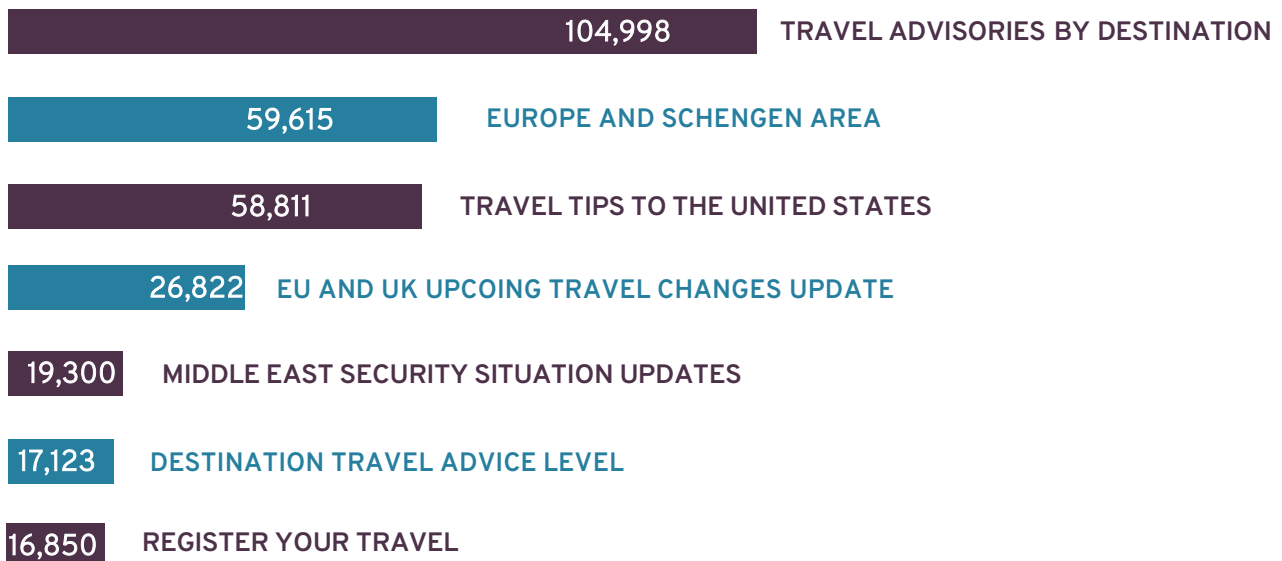 104,998 TRAVEL ADVISORIES BY DESTINATION
59,615 EUROPE AND SCHENGEN AREA
58,811 TRAVEL TIPS TO THE UNITED STATES
26,822 EU AND UK UPCOING TRAVEL CHANGES UPDATE
19,300 MIDDLE EAST SECURITY SITUATION UPDATES
17,123 DESTINATION TRAVEL ADVICE LEVEL
16,850 REGISTER YOUR TRAVEL